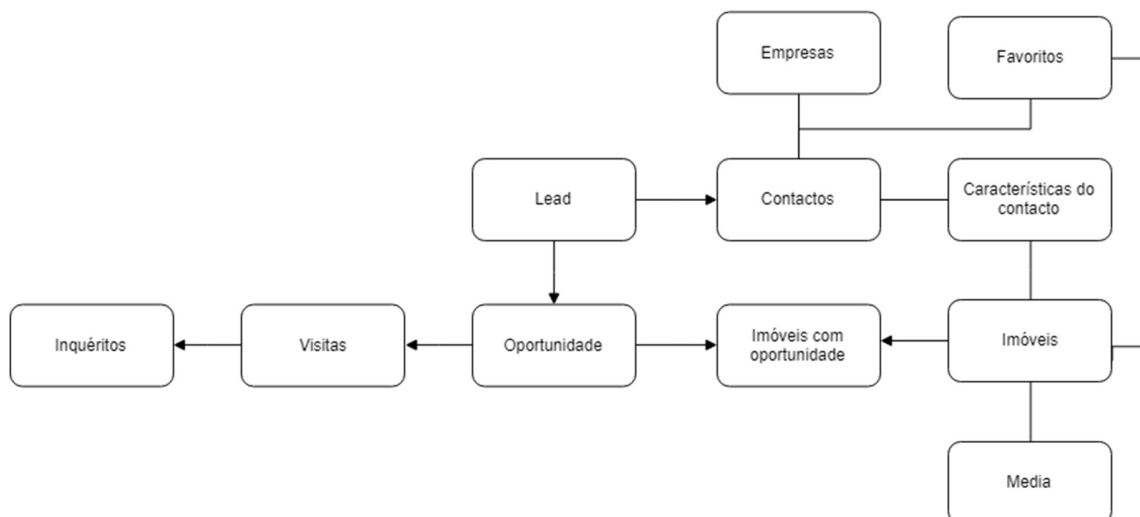 Empresas
Favoritos
Lead
Contactos
Características do
contacto
Inquéritos
Visitas
Oportunidade
Imóveis com
oportunidade
Imóveis
Media